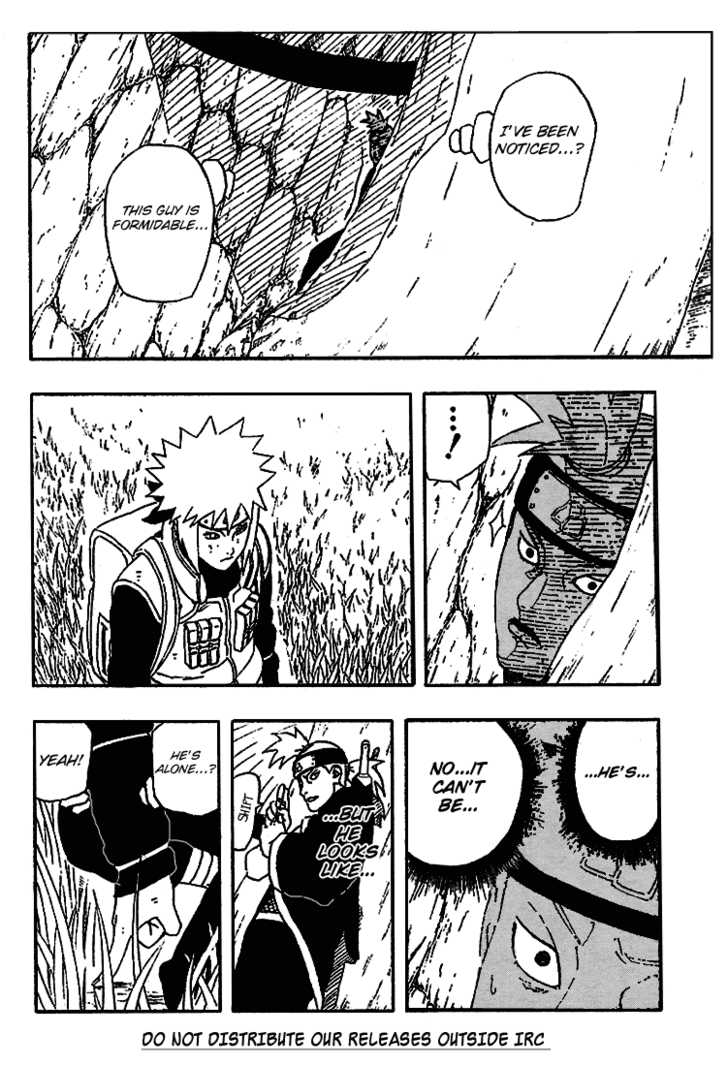 I'VE BEEN
NOTICED...?
THIS GUY IS
FORMIDABLE...
...!
...HE'S...
NO...IT
CAN'T
BE...
...BUT
HE
LOOKS
LIKE...
SHIFT
HE'S
ALONE...?
YEAH!
DO NOT DISTRIBUTE OUR RELEASES OUTSIDE IRC